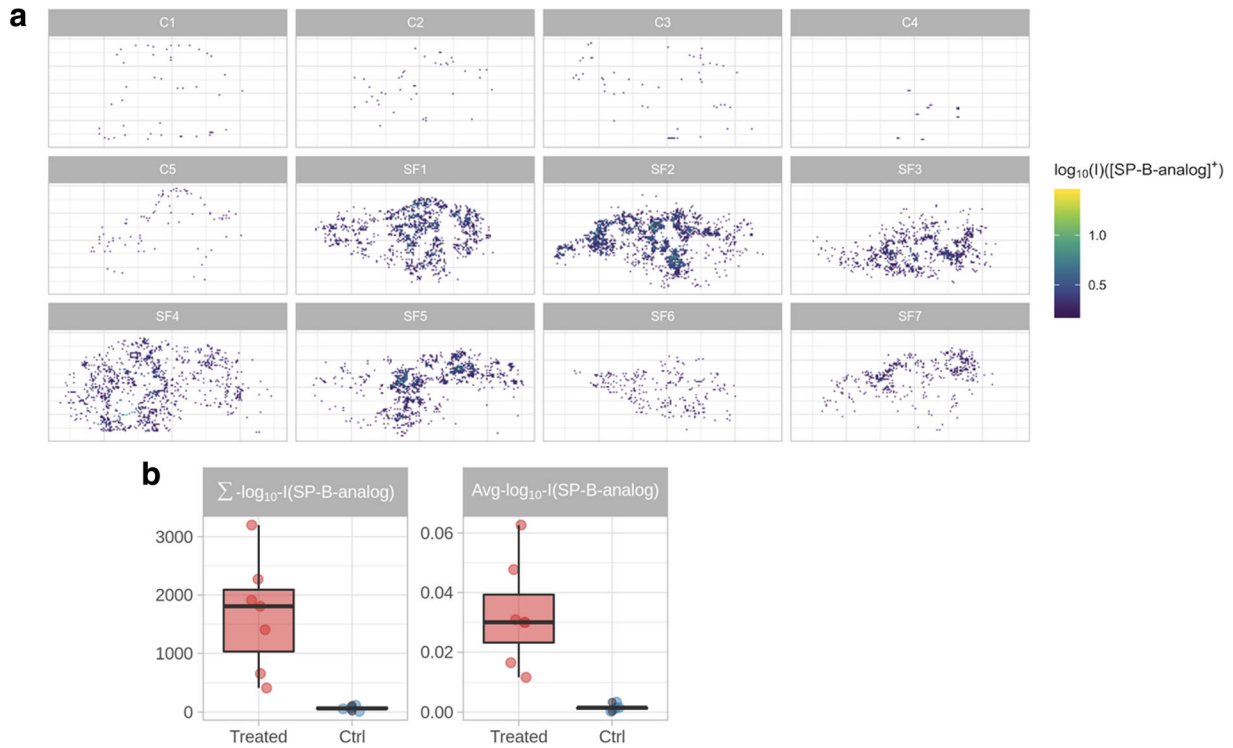 a
C1
C2
C3
C4
C5
SF1
SF2
SF3
SF4
SF5
SF6
SF7
log₁₀(I)([SP-B-analog]⁺)
1.0
0.5
b
∑ -log₁₀-I(SP-B-analog)
3000
2000
1000
0
Treated
Ctrl
Avg-log₁₀-I(SP-B-analog)
0.06
0.04
0.02
0.00
Treated
Ctrl